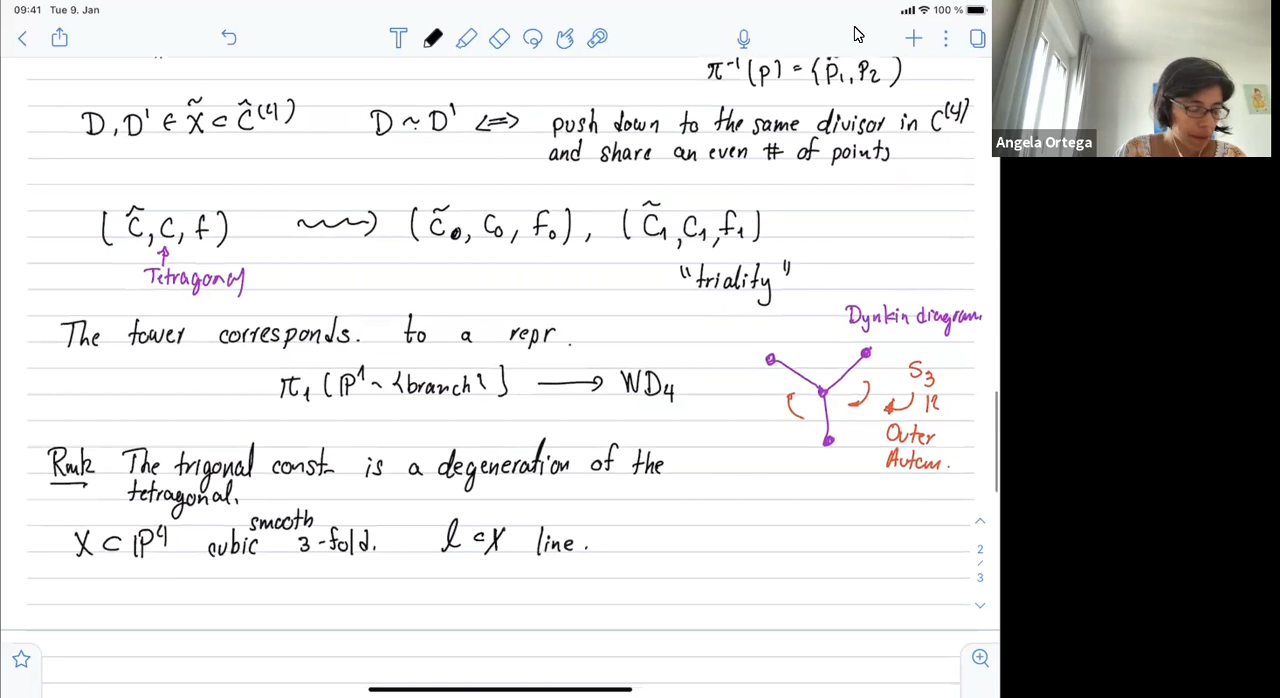 09:41 Tue 9. Jan
100 %
π⁻¹(p) = {p₁, p₂)
D, D' ∈ X̃ ⊂ Ĉ⁽⁴⁾ D ~ D' ⟺ push down to the same divisor in C⁽⁴⁾
and share an even # of points
(Ĉ, C, f) ⇝ (C̃₀, C₀, f₀), (C̃₁, C₁, f₁)
Tetragonal
"triality"
Dynkin diagram
The tower corresponds. to a repr.
π₁ (P¹ ~ {branch}) ⟶ WD₄
S₃
Outer
Autom.
Rmk The trigonal const. is a degeneration of the
tetragonal.
X ⊂ P⁴ cubic smooth 3-fold. l ⊂ X line.
2
/
3
Angela Ortega